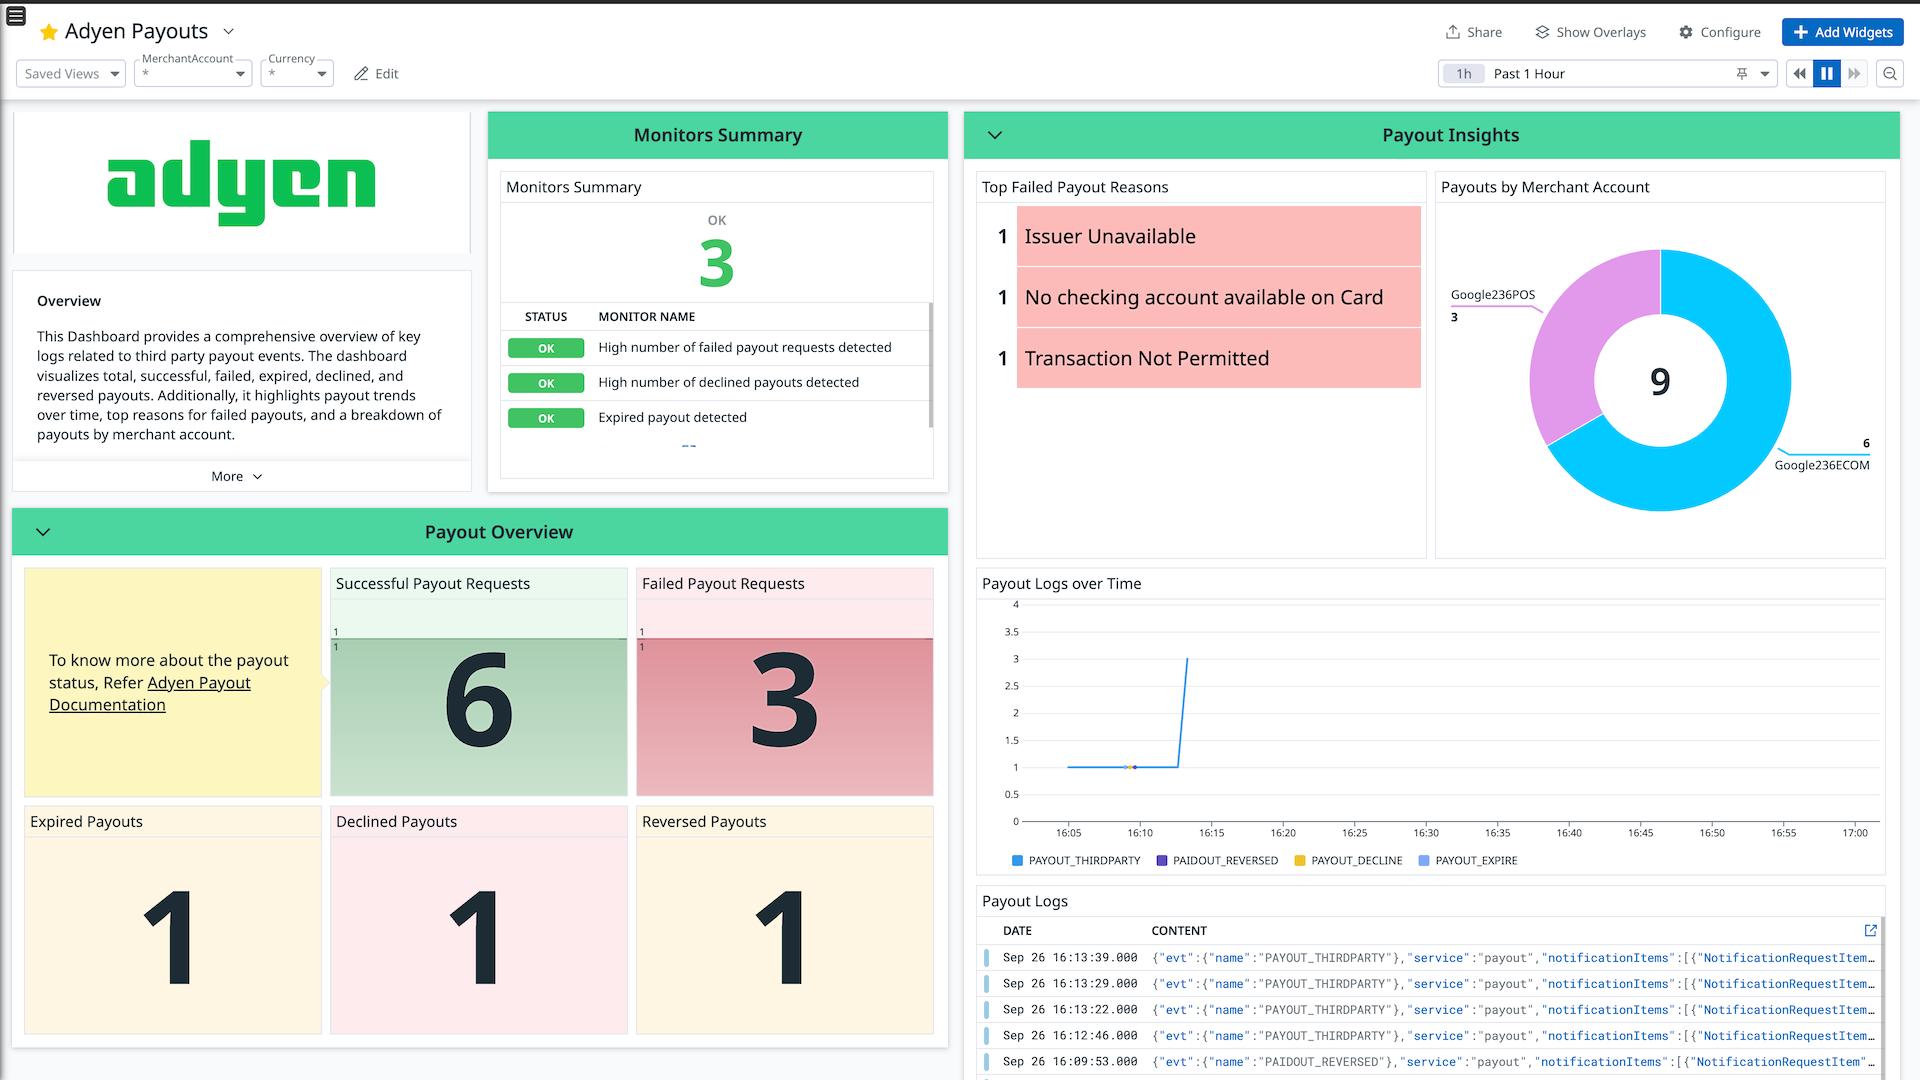 Adyen Payouts
Share
Show Overlays
Configure
Add Widgets
Saved Views
MerchantAccount
*
Currency
*
Edit
1h
Past 1 Hour
adyen
Overview
This Dashboard provides a comprehensive overview of key
logs related to third party payout events. The dashboard
visualizes total, successful, failed, expired, declined, and
reversed payouts. Additionally, it highlights payout trends
over time, top reasons for failed payouts, and a breakdown of
payouts by merchant account.
More
Monitors Summary
Monitors Summary
OK
3
STATUS MONITOR NAME
OK High number of failed payout requests detected
OK High number of declined payouts detected
OK Expired payout detected
Payout Overview
To know more about the payout
status, Refer Adyen Payout
Documentation
Successful Payout Requests
1
1
6
Failed Payout Requests
1
1
3
Expired Payouts
1
Declined Payouts
1
Reversed Payouts
1
Payout Insights
Top Failed Payout Reasons
1 Issuer Unavailable
1 No checking account available on Card
1 Transaction Not Permitted
Payouts by Merchant Account
Google236POS
3
9
6
Google236ECOM
Payout Logs over Time
4
3.5
3
2.5
2
1.5
1
0.5
0
16:05 16:10 16:15 16:20 16:25 16:30 16:35 16:40 16:45 16:50 16:55 17:00
PAYOUT_THIRDPARTY PAIDOUT_REVERSED PAYOUT_DECLINE PAYOUT_EXPIRE
Payout Logs
DATE CONTENT
Sep 26 16:13:39.000 {"evt":{"name":"PAYOUT_THIRDPARTY"},"service":"payout","notificationItems":[{"NotificationRequestItem…
Sep 26 16:13:29.000 {"evt":{"name":"PAYOUT_THIRDPARTY"},"service":"payout","notificationItems":[{"NotificationRequestItem…
Sep 26 16:13:22.000 {"evt":{"name":"PAYOUT_THIRDPARTY"},"service":"payout","notificationItems":[{"NotificationRequestItem…
Sep 26 16:12:46.000 {"evt":{"name":"PAYOUT_THIRDPARTY"},"service":"payout","notificationItems":[{"NotificationRequestItem…
Sep 26 16:09:53.000 {"evt":{"name":"PAIDOUT_REVERSED"},"service":"payout","notificationItems":[{"NotificationRequestItem"…